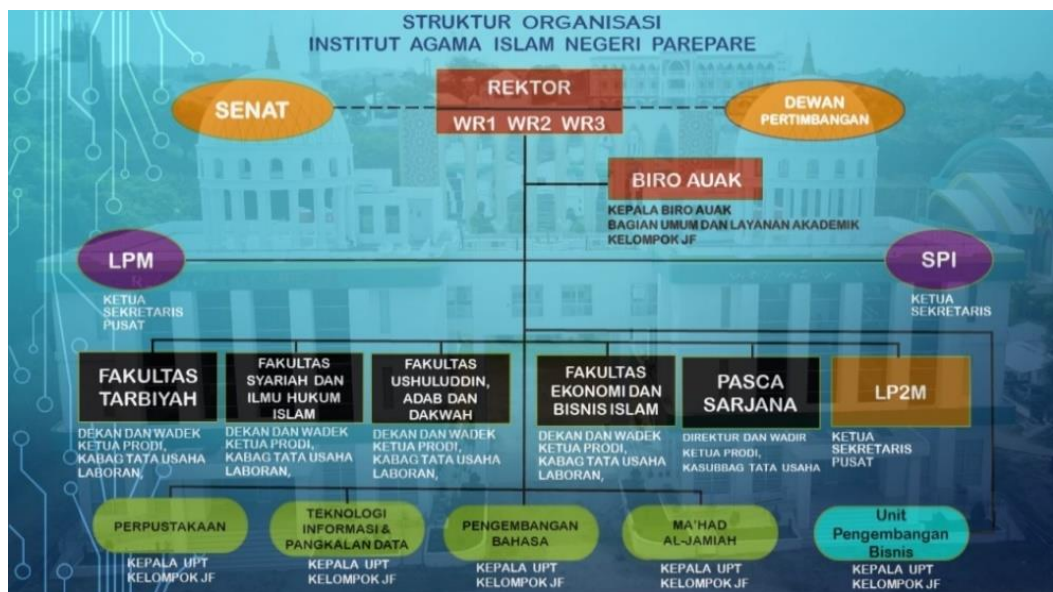 STRUKTUR ORGANISASI
INSTITUT AGAMA ISLAM NEGERI PAREPARE
SENAT
REKTOR
WR1 WR2 WR3
DEWAN
PERTIMBANGAN
BIRO AUAK
KEPALA BIRO AUAK
BAGIAN UMUM DAN LAYANAN AKADEMIK
KELOMPOK JF
LPM
KETUA
SEKRETARIS
PUSAT
SPI
KETUA
SEKRETARIS
FAKULTAS
TARBIYAH
DEKAN DAN WADEK
KETUA PRODI,
KABAG TATA USAHA
LABORAN,
FAKULTAS
SYARIAH DAN
ILMU HUKUM
ISLAM
DEKAN DAN WADEK
KETUA PRODI,
KABAG TATA USAHA
LABORAN,
FAKULTAS
USHULUDDIN,
ADAB DAN
DAKWAH
DEKAN DAN WADEK
KETUA PRODI,
KABAG TATA USAHA
LABORAN,
FAKULTAS
EKONOMI DAN
BISNIS ISLAM
DEKAN DAN WADEK
KETUA PRODI,
KABAG TATA USAHA
LABORAN,
PASCA
SARJANA
DIREKTUR DAN WADIR
KETUA PRODI,
KASUBBAG TATA USAHA
LP2M
KETUA
SEKRETARIS
PUSAT
PERPUSTAKAAN
KEPALA UPT
KELOMPOK JF
TEKNOLOGI
INFORMASI &
PANGKALAN DATA
KEPALA UPT
KELOMPOK JF
PENGEMBANGAN
BAHASA
KEPALA UPT
KELOMPOK JF
MA'HAD
AL-JAMIAH
KEPALA UPT
KELOMPOK JF
Unit
Pengembangan
Bisnis
KEPALA UPT
KELOMPOK JF